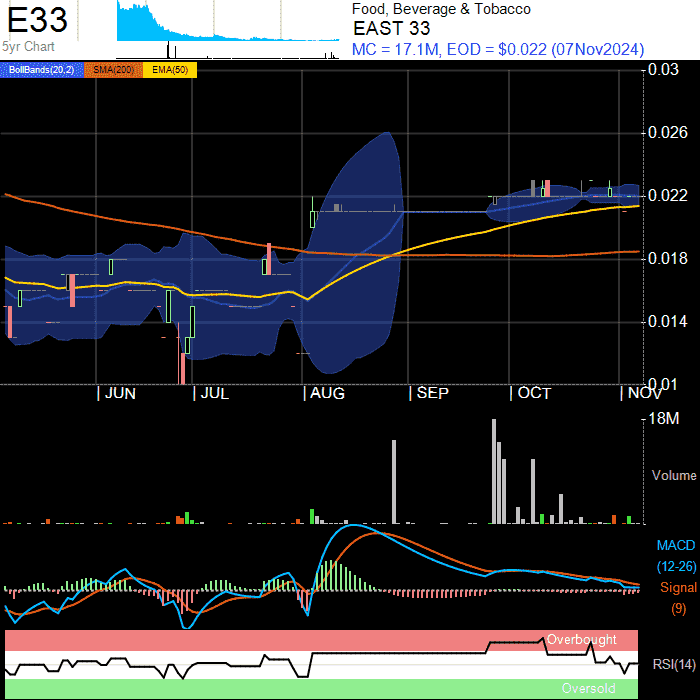 E33
5yr Chart
Food, Beverage & Tobacco
EAST 33
MC = 17.1M, EOD = $0.022 (07Nov2024)
BollBands(20,2) SMA(200) EMA(50)
0.03
0.026
0.022
0.018
0.014
0.01
JUN JUL AUG SEP OCT NOV
18M
Volume
MACD
(12-26)
Signal
(9)
Overbought
RSI(14)
Oversold